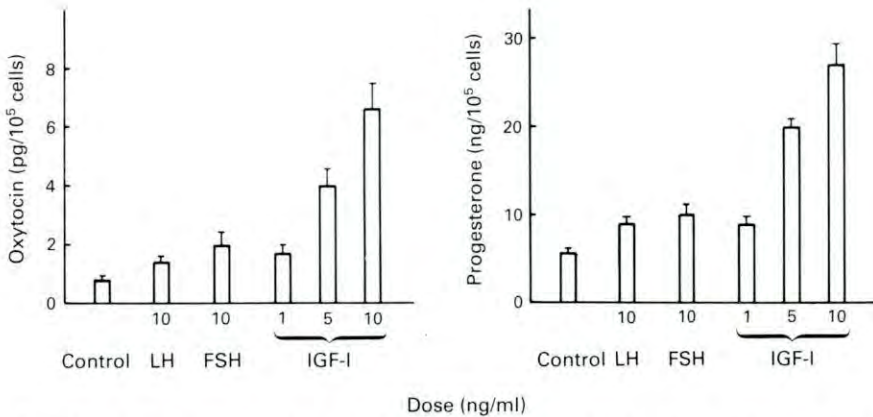 Oxytocin (pg/10⁵ cells)
8
6
4
2
0
10
10
1
5
10
Control
LH
FSH
IGF-I
Progesterone (ng/10⁵ cells)
30
20
10
0
10
10
1
5
10
Control
LH
FSH
IGF-I
Dose (ng/ml)